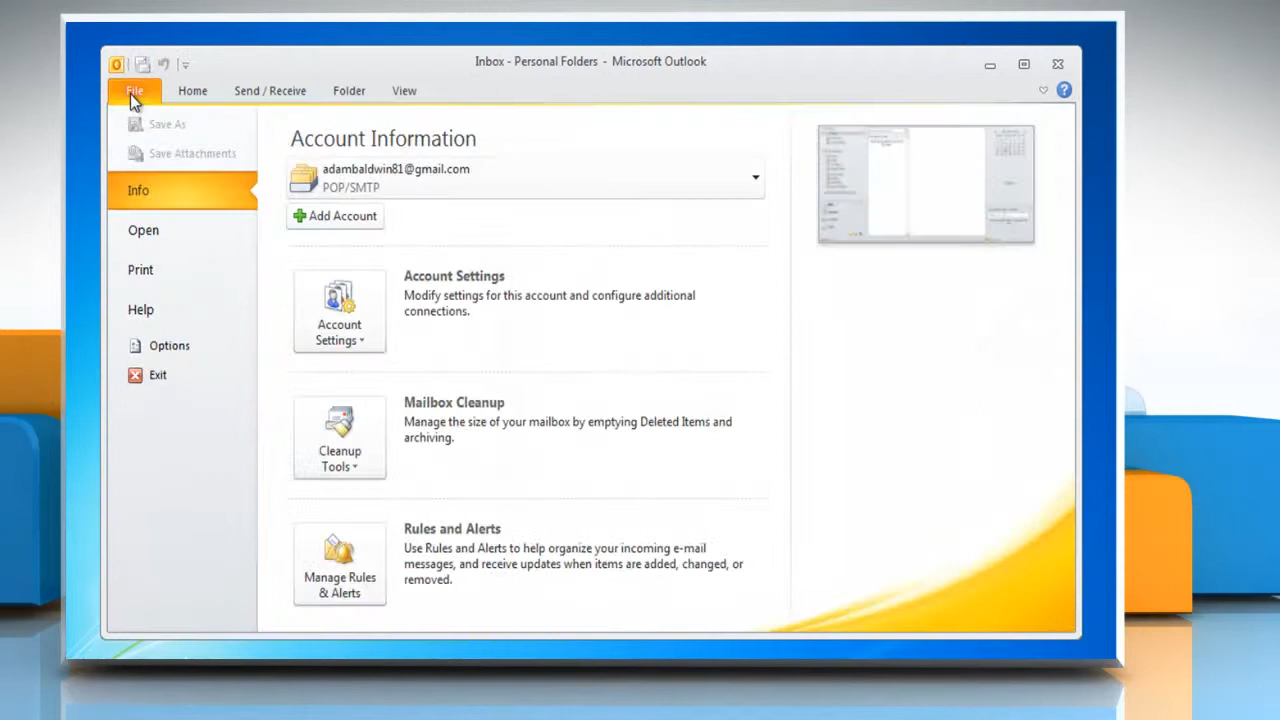 Inbox - Personal Folders - Microsoft Outlook
File Home Send / Receive Folder View
Save As
Save Attachments
Info
Open
Print
Help
Options
Exit
Account Information
adambaldwin81@gmail.com
POP/SMTP
Add Account
Account Settings
Modify settings for this account and configure additional
connections.
Account
Settings
Mailbox Cleanup
Manage the size of your mailbox by emptying Deleted Items and
archiving.
Cleanup
Tools
Rules and Alerts
Use Rules and Alerts to help organize your incoming e-mail
messages, and receive updates when items are added, changed, or
removed.
Manage Rules
& Alerts